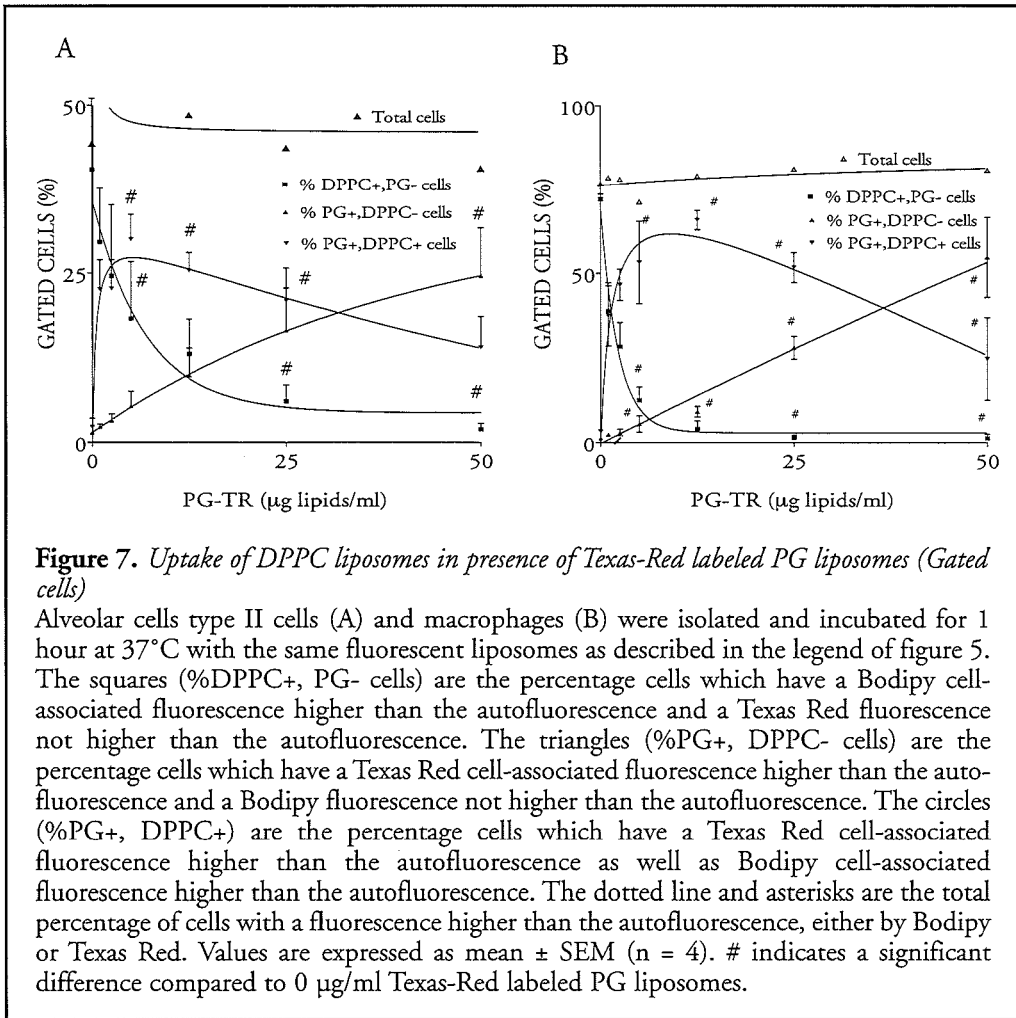 A
B
50
25
0
GATED CELLS (%)
▲ Total cells
■ % DPPC+,PG- cells
▲ % PG+,DPPC- cells
▼ % PG+,DPPC+ cells
# # # # # # #
0 25 50
PG-TR (µg lipids/ml)
100
50
0
GATED CELLS (%)
△ Total cells
■ % DPPC+,PG- cells
▲ % PG+,DPPC- cells
▼ % PG+,DPPC+ cells
# # # # # # # # # # # #
0 25 50
PG-TR (µg lipids/ml)
Figure 7. Uptake of DPPC liposomes in presence of Texas-Red labeled PG liposomes (Gated
cells)
Alveolar cells type II cells (A) and macrophages (B) were isolated and incubated for 1
hour at 37°C with the same fluorescent liposomes as described in the legend of figure 5.
The squares (%DPPC+, PG- cells) are the percentage cells which have a Bodipy cell-
associated fluorescence higher than the autofluorescence and a Texas Red fluorescence
not higher than the autofluorescence. The triangles (%PG+, DPPC- cells) are the
percentage cells which have a Texas Red cell-associated fluorescence higher than the auto-
fluorescence and a Bodipy fluorescence not higher than the autofluorescence. The circles
(%PG+, DPPC+) are the percentage cells which have a Texas Red cell-associated
fluorescence higher than the autofluorescence as well as Bodipy cell-associated
fluorescence higher than the autofluorescence. The dotted line and asterisks are the total
percentage of cells with a fluorescence higher than the autofluorescence, either by Bodipy
or Texas Red. Values are expressed as mean ± SEM (n = 4). # indicates a significant
difference compared to 0 µg/ml Texas-Red labeled PG liposomes.